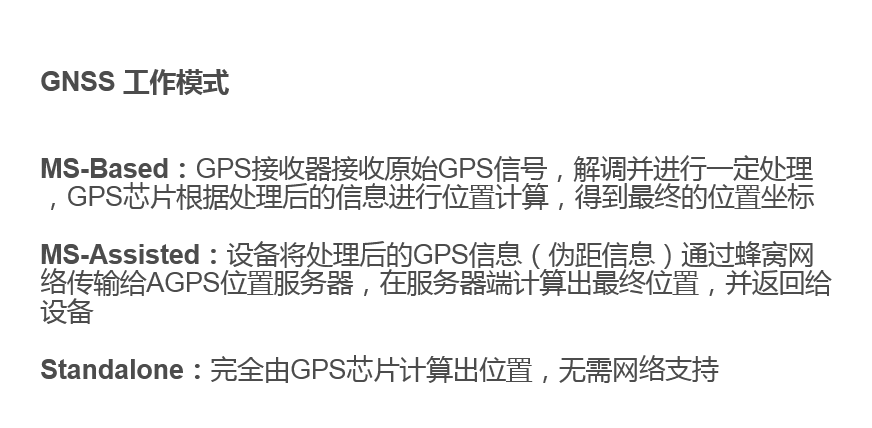 GNSS 工作模式
MS-Based：GPS接收器接收原始GPS信号，解调并进行一定处理
，GPS芯片根据处理后的信息进行位置计算，得到最终的位置坐标
MS-Assisted：设备将处理后的GPS信息（伪距信息）通过蜂窝网
络传输给AGPS位置服务器，在服务器端计算出最终位置，并返回给
设备
Standalone：完全由GPS芯片计算出位置，无需网络支持